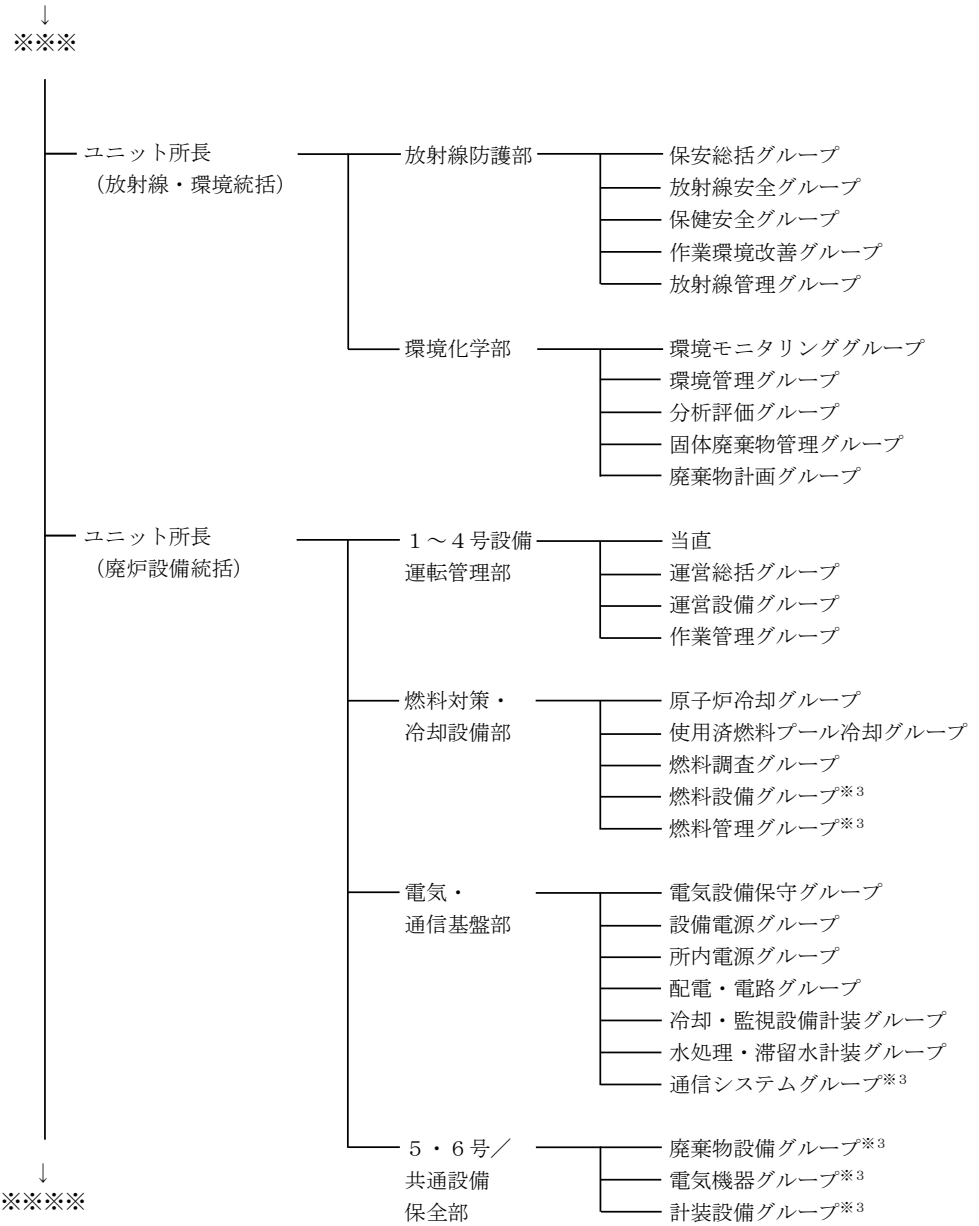 ↓
※※※
ユニット所長
(放射線・環境統括)
放射線防護部
保安総括グループ
放射線安全グループ
保健安全グループ
作業環境改善グループ
放射線管理グループ
環境化学部
環境モニタリンググループ
環境管理グループ
分析評価グループ
固体廃棄物管理グループ
廃棄物計画グループ
ユニット所長
(廃炉設備統括)
1~4号設備
運転管理部
当直
運営総括グループ
運営設備グループ
作業管理グループ
燃料対策・
冷却設備部
原子炉冷却グループ
使用済燃料プール冷却グループ
燃料調査グループ
燃料設備グループ※3
燃料管理グループ※3
電気・
通信基盤部
電気設備保守グループ
設備電源グループ
所内電源グループ
配電・電路グループ
冷却・監視設備計装グループ
水処理・滞留水計装グループ
通信システムグループ※3
5・6号/
共通設備
保全部
廃棄物設備グループ※3
電気機器グループ※3
計装設備グループ※3
↓
※※※※